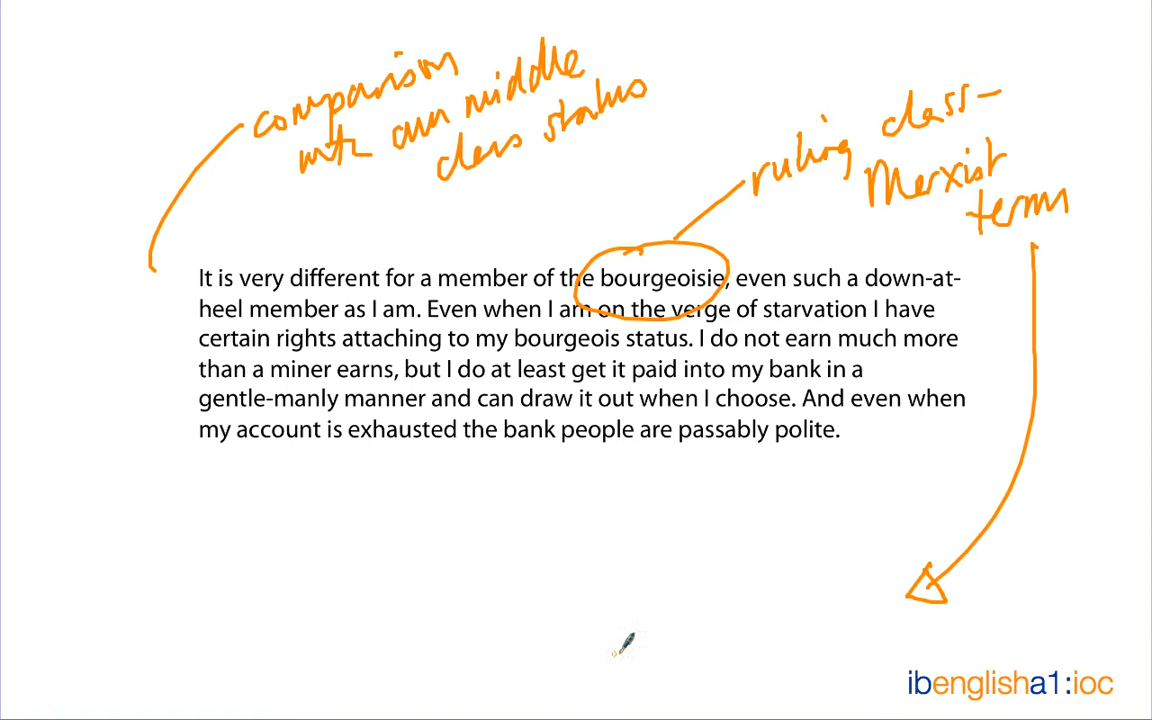 comparison
with own middle
class status
ruling class -
Marxist
terms
It is very different for a member of the bourgeoisie, even such a down-at-
heel member as I am. Even when I am on the verge of starvation I have
certain rights attaching to my bourgeois status. I do not earn much more
than a miner earns, but I do at least get it paid into my bank in a
gentle-manly manner and can draw it out when I choose. And even when
my account is exhausted the bank people are passably polite.
ibenglisha1:ioc